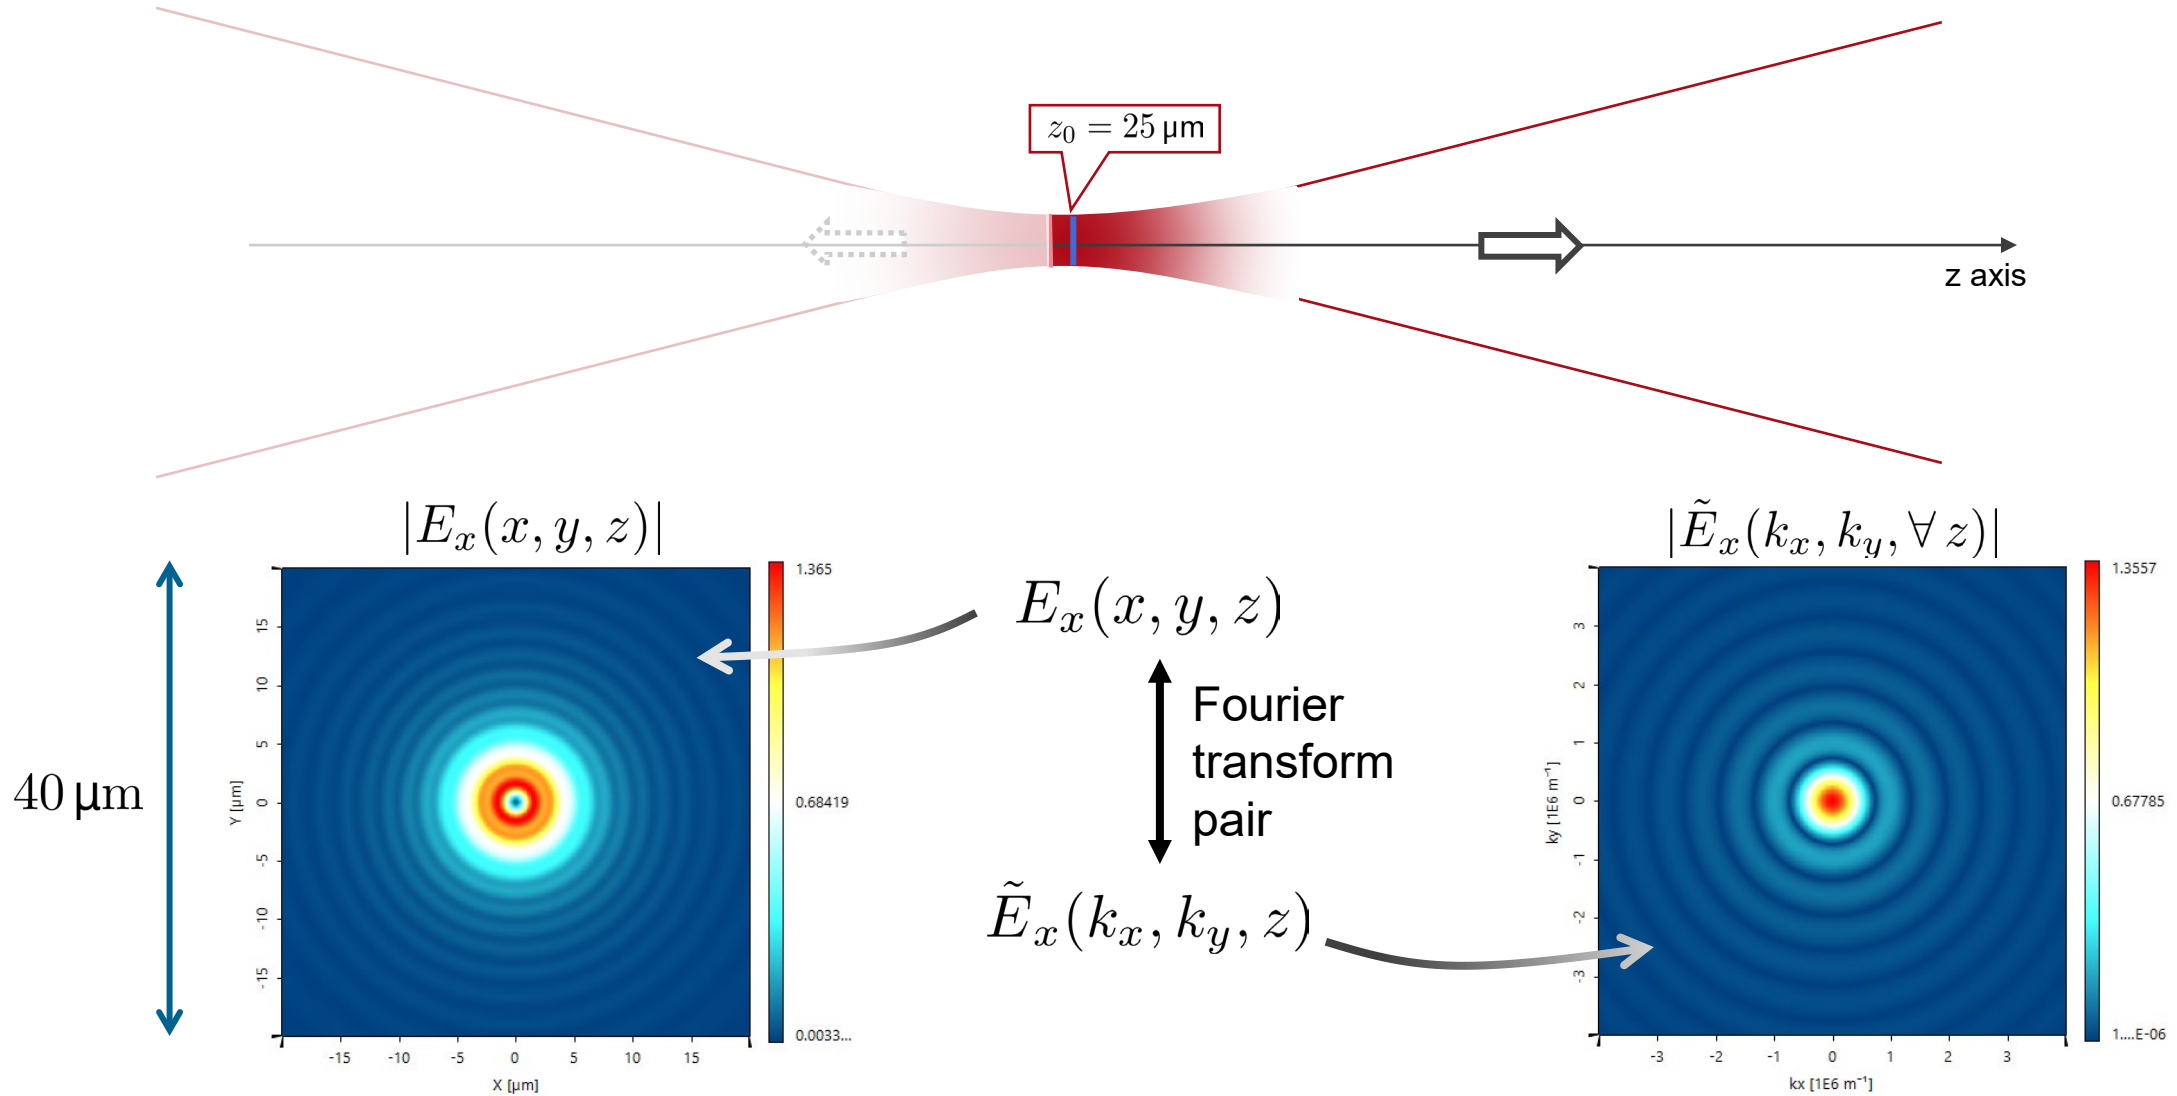 z₀ = 25 µm
z axis
|Eₓ(x, y, z)|
|Ẽₓ(kₓ, k_y, ∀ z)|
40 µm
1.365
0.68419
0.0033...
15
10
5
0
-5
-10
-15
Y [µm]
-15 -10 -5 0 5 10 15
X [µm]
Eₓ(x, y, z)
Fourier
transform
pair
Ẽₓ(kₓ, k_y, z)
1.3557
0.67785
1....E-06
3
2
1
0
-1
-2
-3
ky [1E6 m⁻¹]
-3 -2 -1 0 1 2 3
kx [1E6 m⁻¹]